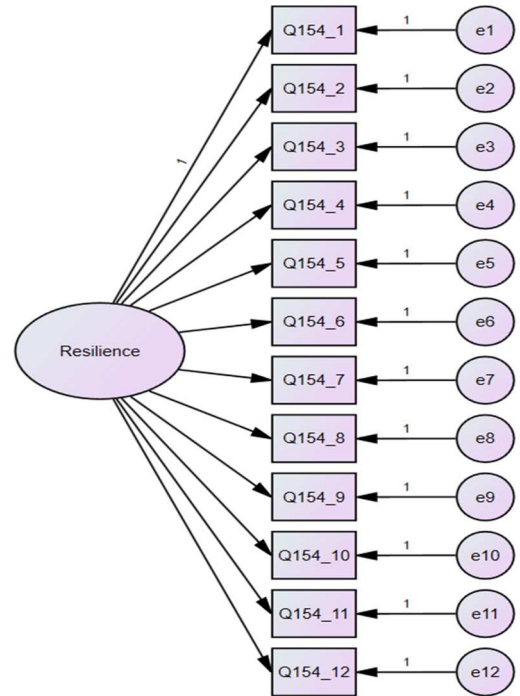 Q154_1 1 e1
Q154_2 1 e2
1 Q154_3 1 e3
Q154_4 1 e4
Q154_5 1 e5
Q154_6 1 e6
Resilience
Q154_7 1 e7
Q154_8 1 e8
Q154_9 1 e9
Q154_10 1 e10
Q154_11 1 e11
Q154_12 1 e12